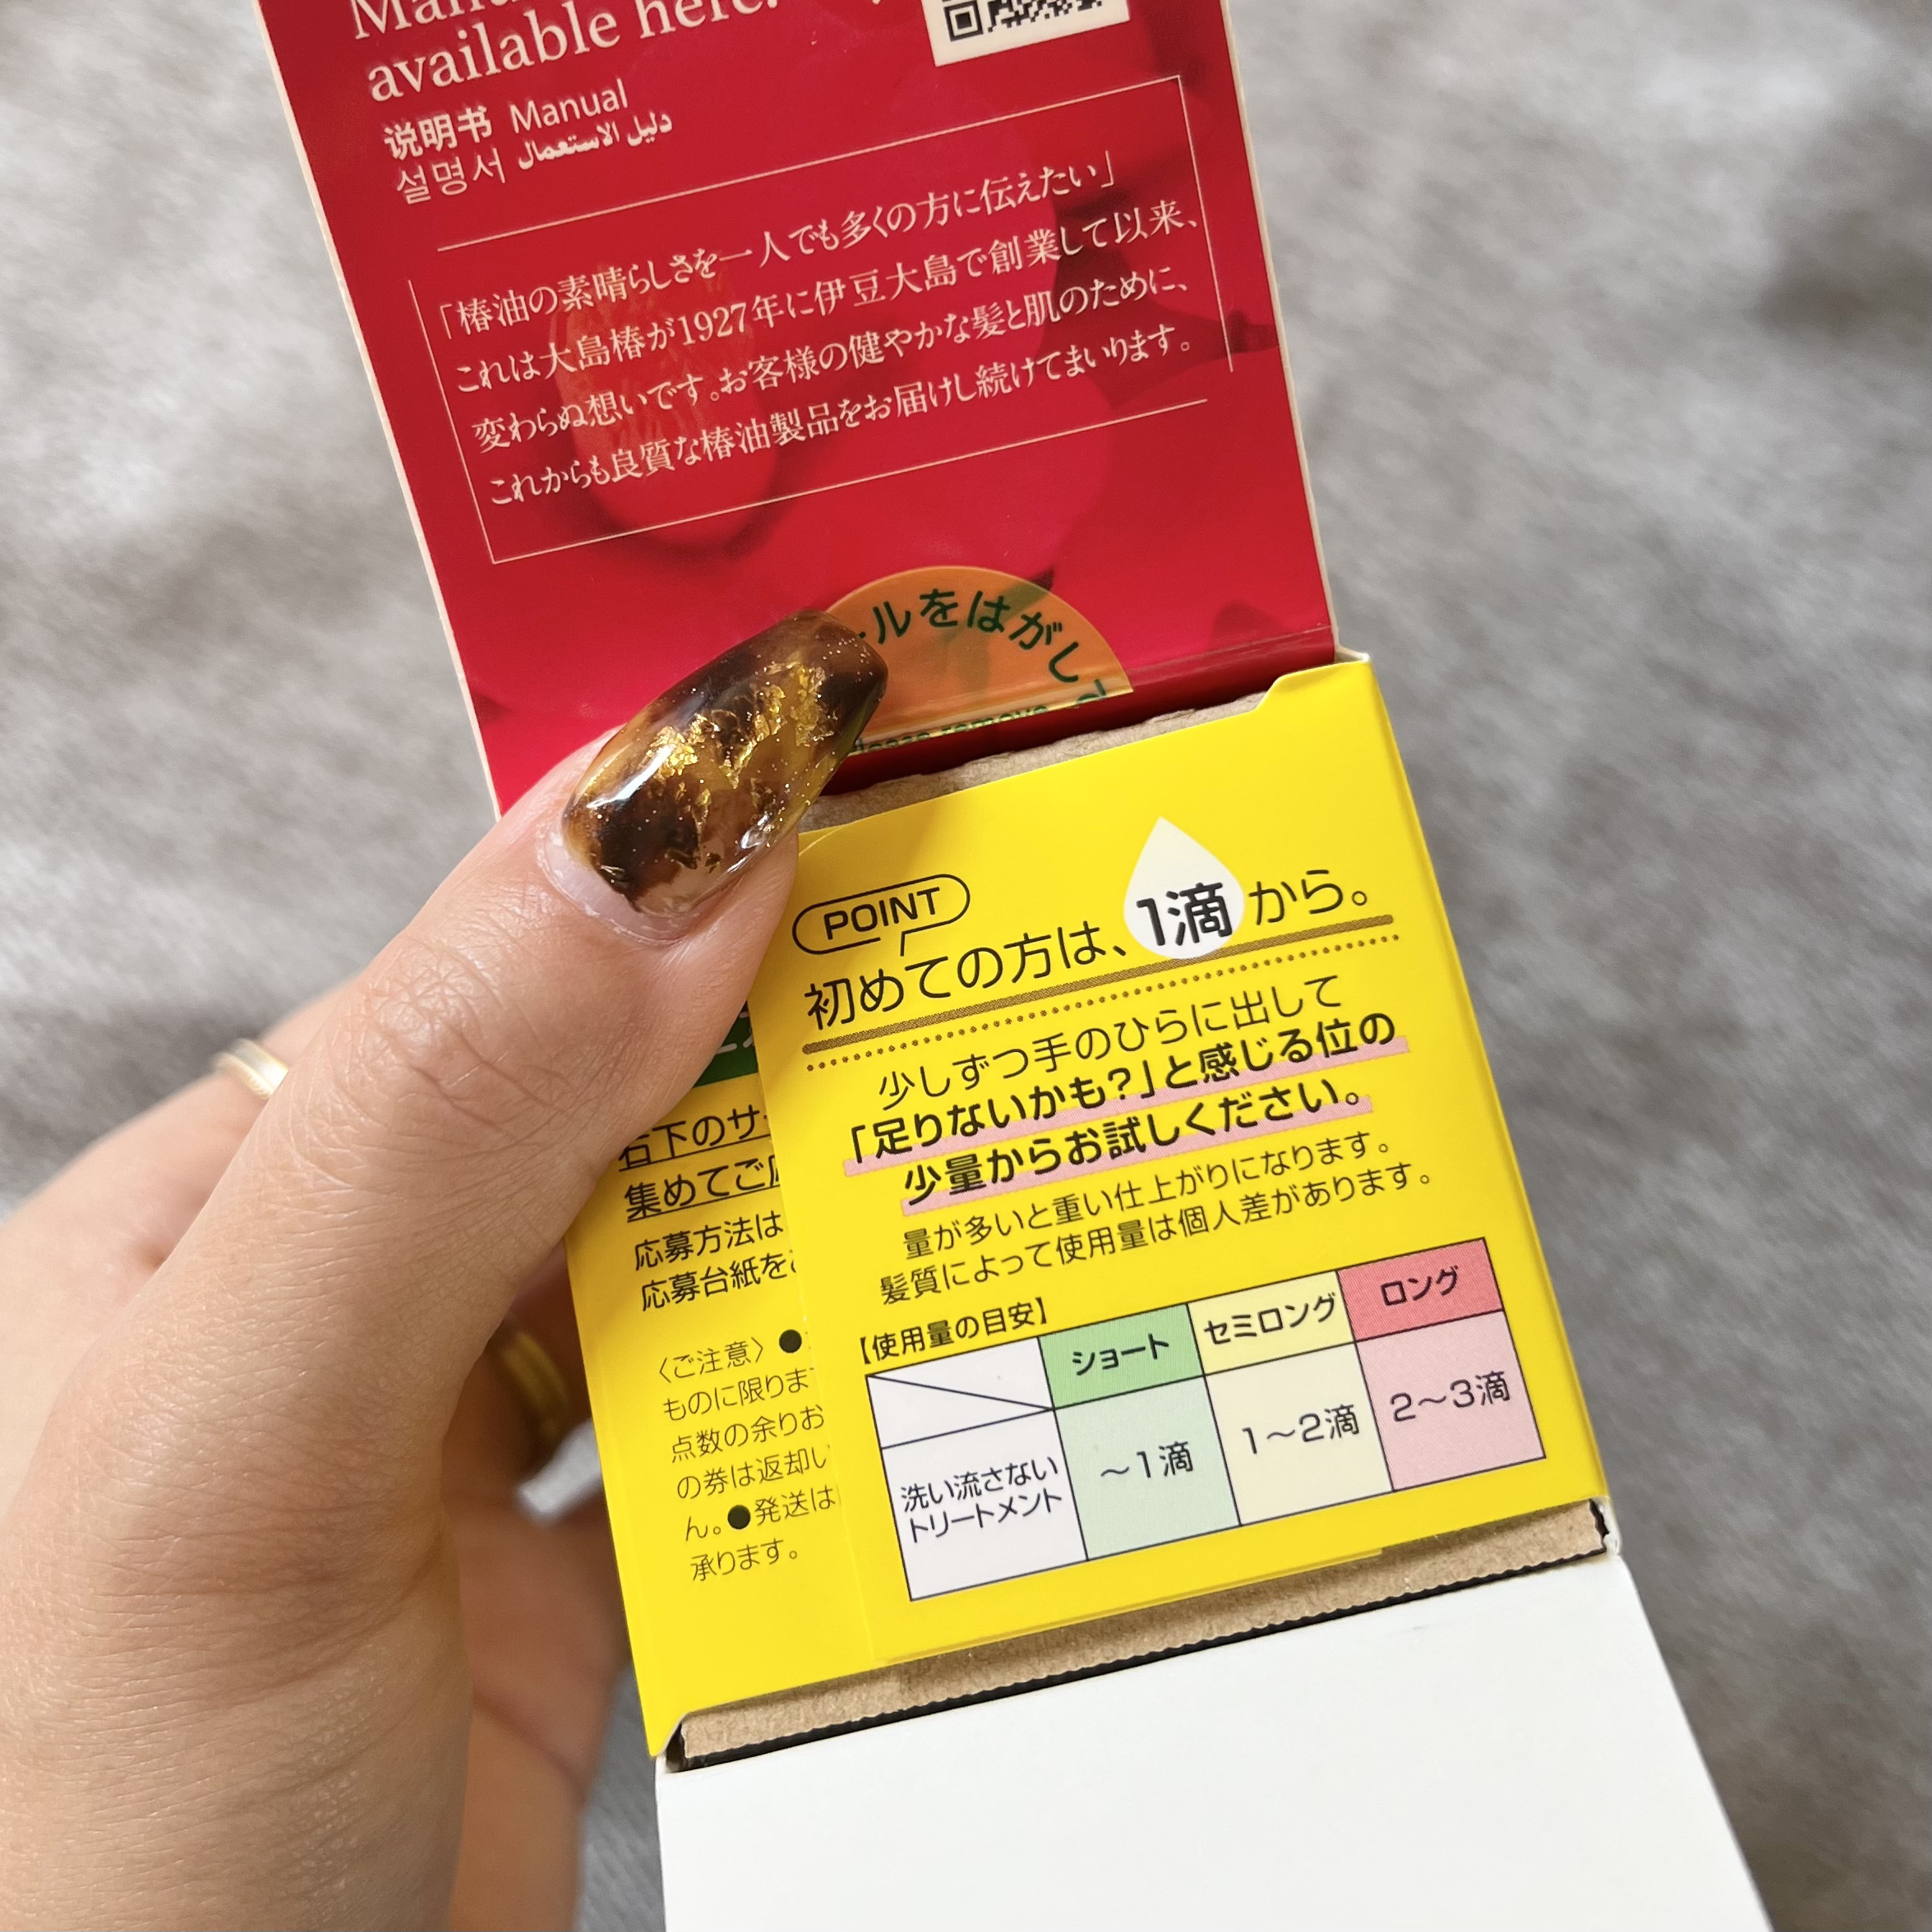 available here.
说明书 Manual
설명서 دليل الاستعمال
「椿油の素晴らしさを一人でも多くの方に伝えたい」
これは大島椿が1927年に伊豆大島で創業して以来、
変わらぬ想いです。お客様の健やかな髪と肌のために、
これからも良質な椿油製品をお届けし続けてまいります。
ルをはがし
remove
POINT
初めての方は、1滴から。
少しずつ手のひらに出して
「足りないかも?」と感じる位の
少量からお試しください。
量が多いと重い仕上がりになります。
髪質によって使用量は個人差があります。
【使用量の目安】
ショート セミロング ロング
洗い流さない
トリートメント
～1滴 1～2滴 2～3滴
右下のサ
集めてご
応募方法は
応募台紙を
〈ご注意〉●
ものに限りま
点数の余りお
の券は返却い
ん。●発送は
承ります。